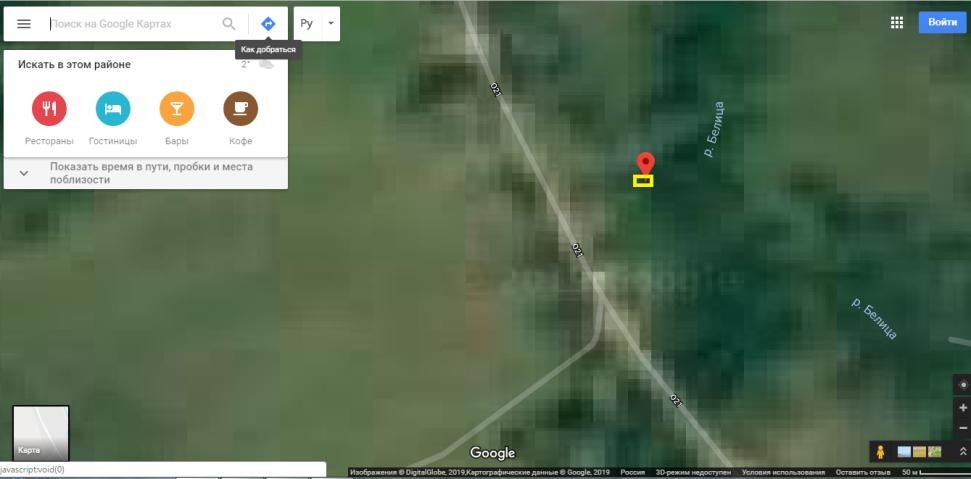 Поиск на Google Картах
Ру
Войти
Как добраться
Искать в этом районе
2°
Рестораны
Гостиницы
Бары
Кофе
Показать время в пути, пробки и места
поблизости
021
р. Белица
021
р. Белица
021
Карта
Google
javascript:void(0)
Изображения © DigitalGlobe, 2019,Картографические данные © Google, 2019 Россия 3D-режим недоступен Условия использования Оставить отзыв 50 м